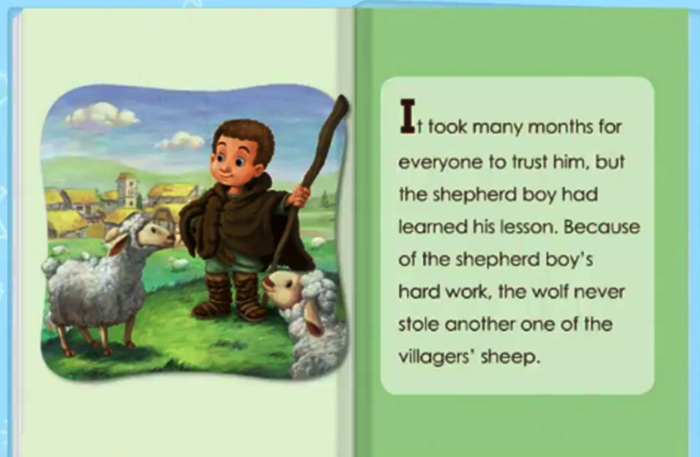 It took many months for
everyone to trust him, but
the shepherd boy had
learned his lesson. Because
of the shepherd boy's
hard work, the wolf never
stole another one of the
villagers' sheep.